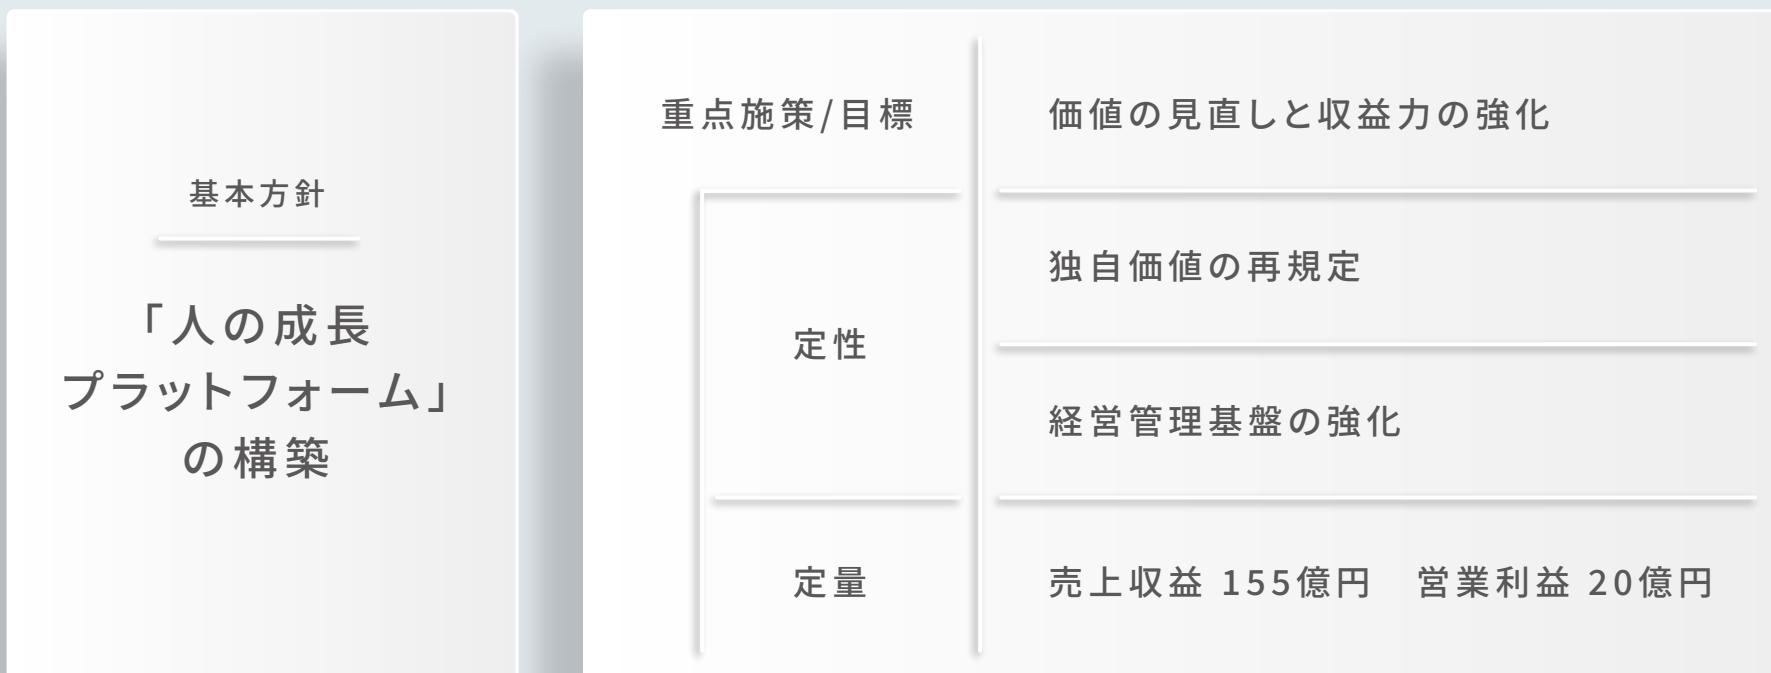 基本方針
「人の成長
プラットフォーム」
の構築
重点施策/目標
価値の見直しと収益力の強化
定性
独自価値の再規定
経営管理基盤の強化
定量
売上収益 155億円　営業利益 20億円